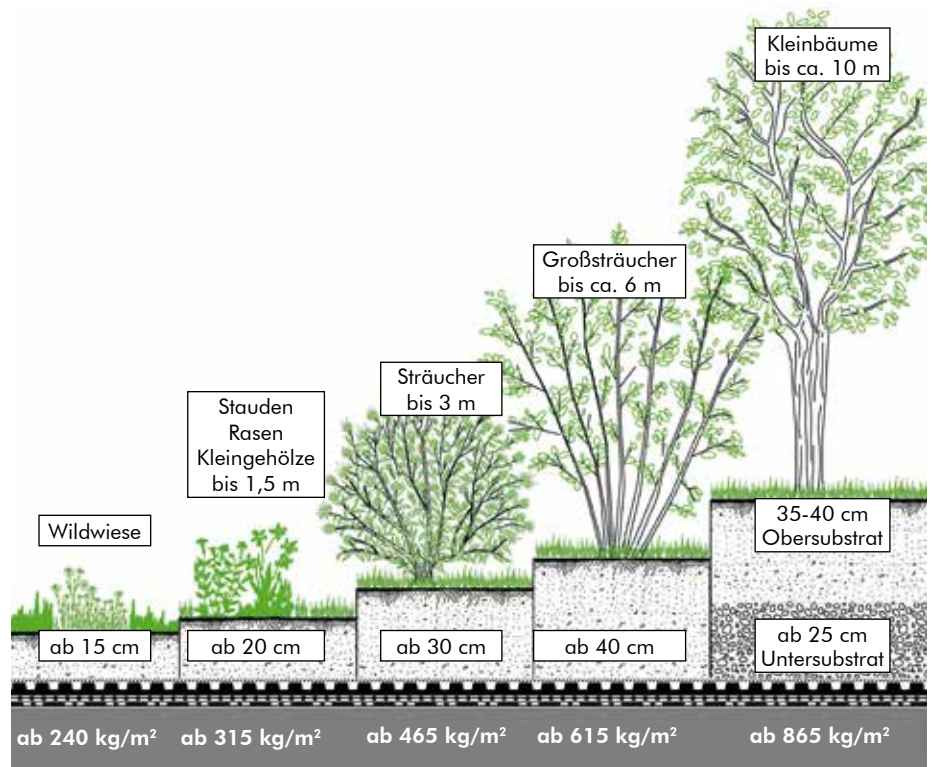 Kleinbäume
bis ca. 10 m
Großsträucher
bis ca. 6 m
Sträucher
bis 3 m
Stauden
Rasen
Kleingehölze
bis 1,5 m
Wildwiese
35-40 cm
Obersubstrat
ab 15 cm
ab 20 cm
ab 30 cm
ab 40 cm
ab 25 cm
Untersubstrat
ab 240 kg/m²
ab 315 kg/m²
ab 465 kg/m²
ab 615 kg/m²
ab 865 kg/m²